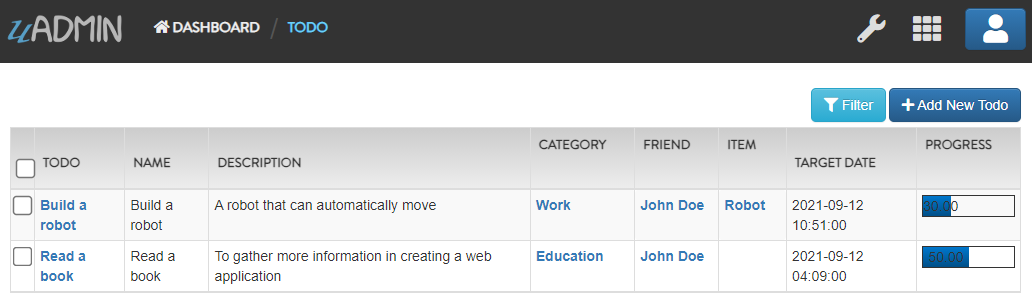 uADMIN DASHBOARD / TODO
Filter + Add New Todo
TODO NAME DESCRIPTION CATEGORY FRIEND ITEM TARGET DATE PROGRESS
Build a Build a A robot that can automatically move Work John Doe Robot 2021-09-12 30.00
robot robot 10:51:00
Read a Read a To gather more information in creating a web Education John Doe 2021-09-12 50.00
book book application 04:09:00